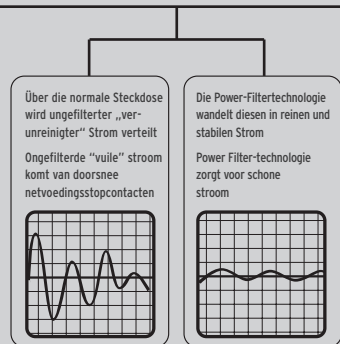 Über die normale Steckdose
wird ungefilterter „ver-
unreinigter“ Strom verteilt
Ongefilterde “vuile” stroom
komt van doorsnee
netvoedingsstopcontacten
Die Power-Filtertechnologie
wandelt diesen in reinen und
stabilen Strom
Power Filter-technologie
zorgt voor schone
stroom